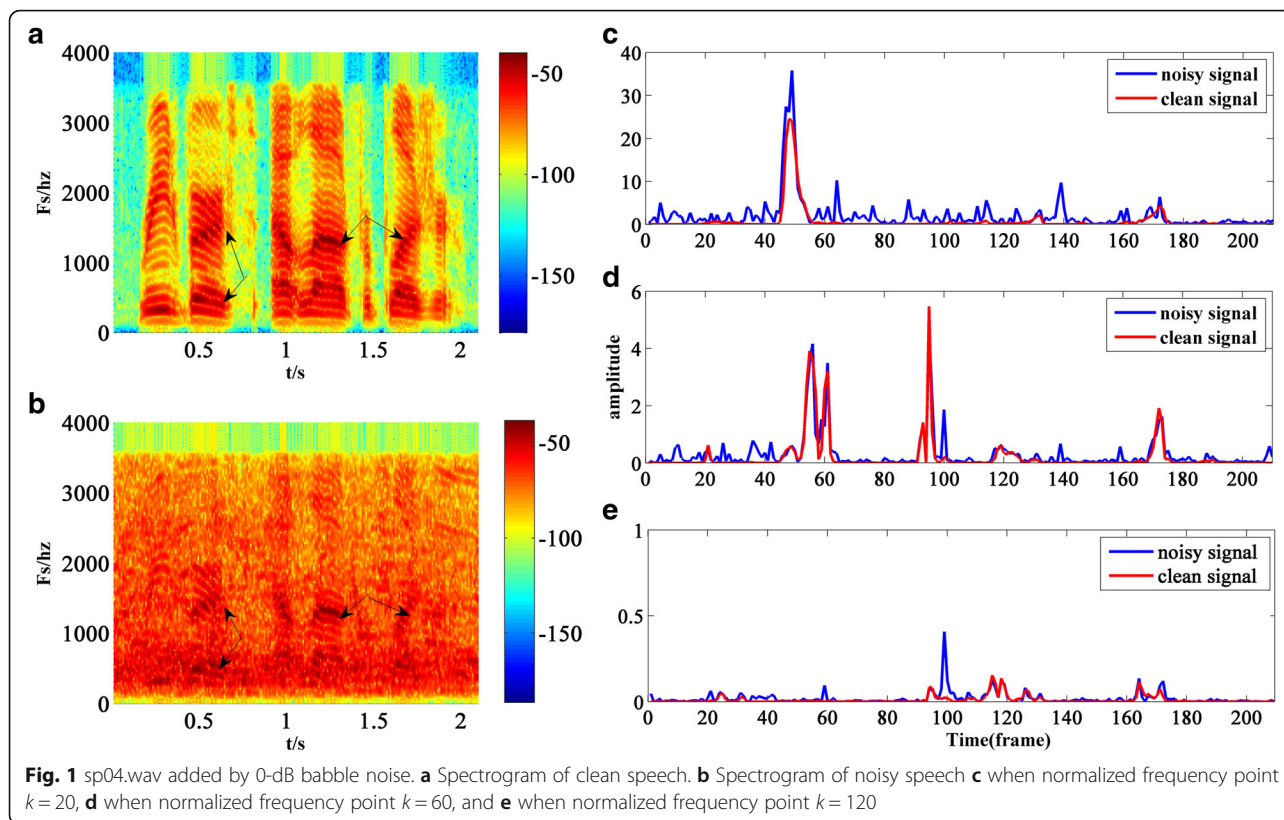 a
4000
3000
2000
1000
0
Fs/hz
0.5
1
1.5
2
t/s
-50
-100
-150
b
4000
3000
2000
1000
0
Fs/hz
0.5
1
1.5
2
t/s
-50
-100
-150
c
40
30
20
10
0
0 20 40 60 80 100 120 140 160 180 200
noisy signal
clean signal
d
6
4
2
0
amplitude
0 20 40 60 80 100 120 140 160 180 200
noisy signal
clean signal
e
1
0.5
0
0 20 40 60 80 100 120 140 160 180 200
Time(frame)
noisy signal
clean signal
Fig. 1 sp04.wav added by 0-dB babble noise. a Spectrogram of clean speech. b Spectrogram of noisy speech c when normalized frequency point
k = 20, d when normalized frequency point k = 60, and e when normalized frequency point k = 120